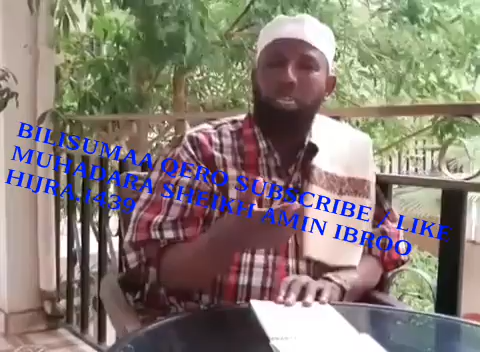 BILISUMAA QERO SUBSCRIBE / LIKE
MUHADARA SHEIKH AMIN IBROO
HIJRA.1439